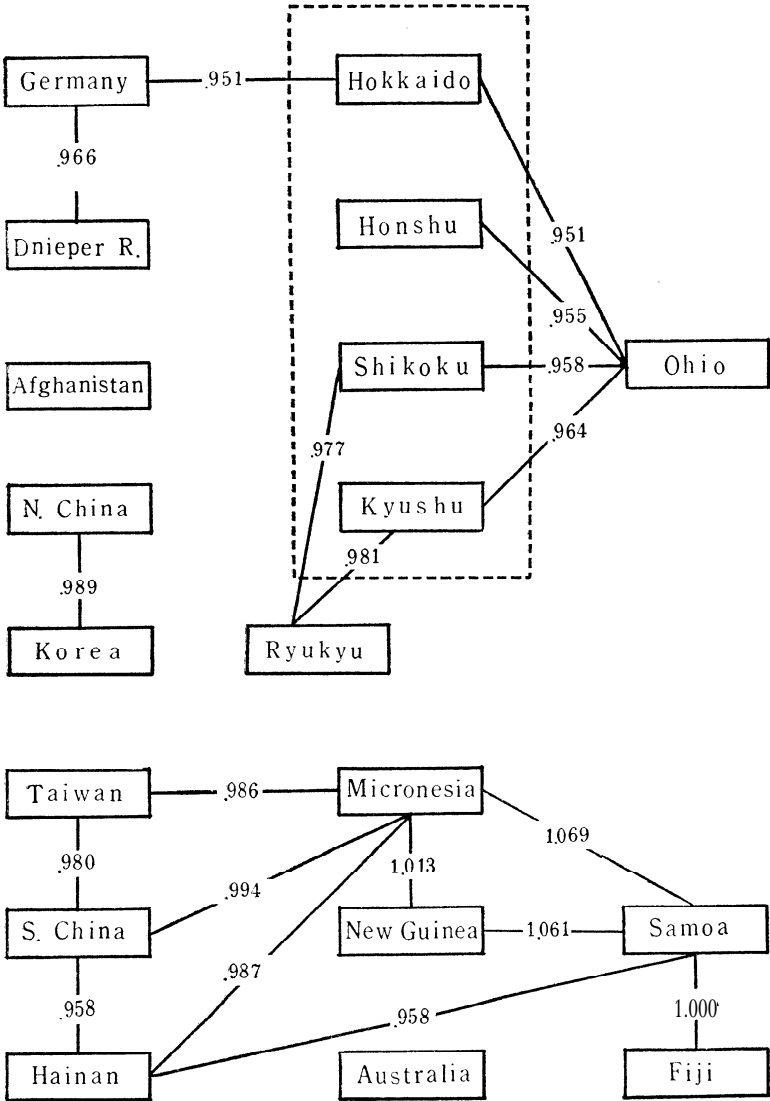 Germany
.951
Hokkaido
.966
Dnieper R.
Honshu
.951
.955
Afghanistan
Shikoku
.958
Ohio
.977
.964
N. China
Kyushu
.981
.989
Korea
Ryukyu
Taiwan
.986
Micronesia
1.069
.980
.994
1.013
S. China
New Guinea
1.061
Samoa
.987
.958
.958
1.000
Hainan
Australia
Fiji